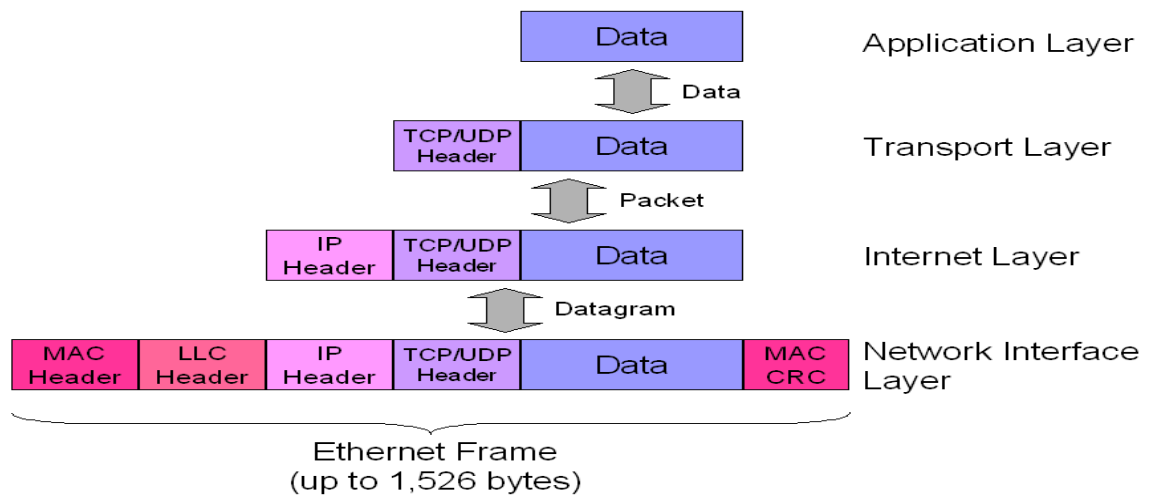 Data
Application Layer
Data
TCP/UDP
Header
Data
Transport Layer
Packet
IP
Header
TCP/UDP
Header
Data
Internet Layer
Datagram
MAC
Header
LLC
Header
IP
Header
TCP/UDP
Header
Data
MAC
CRC
Network Interface
Layer
Ethernet Frame
(up to 1,526 bytes)